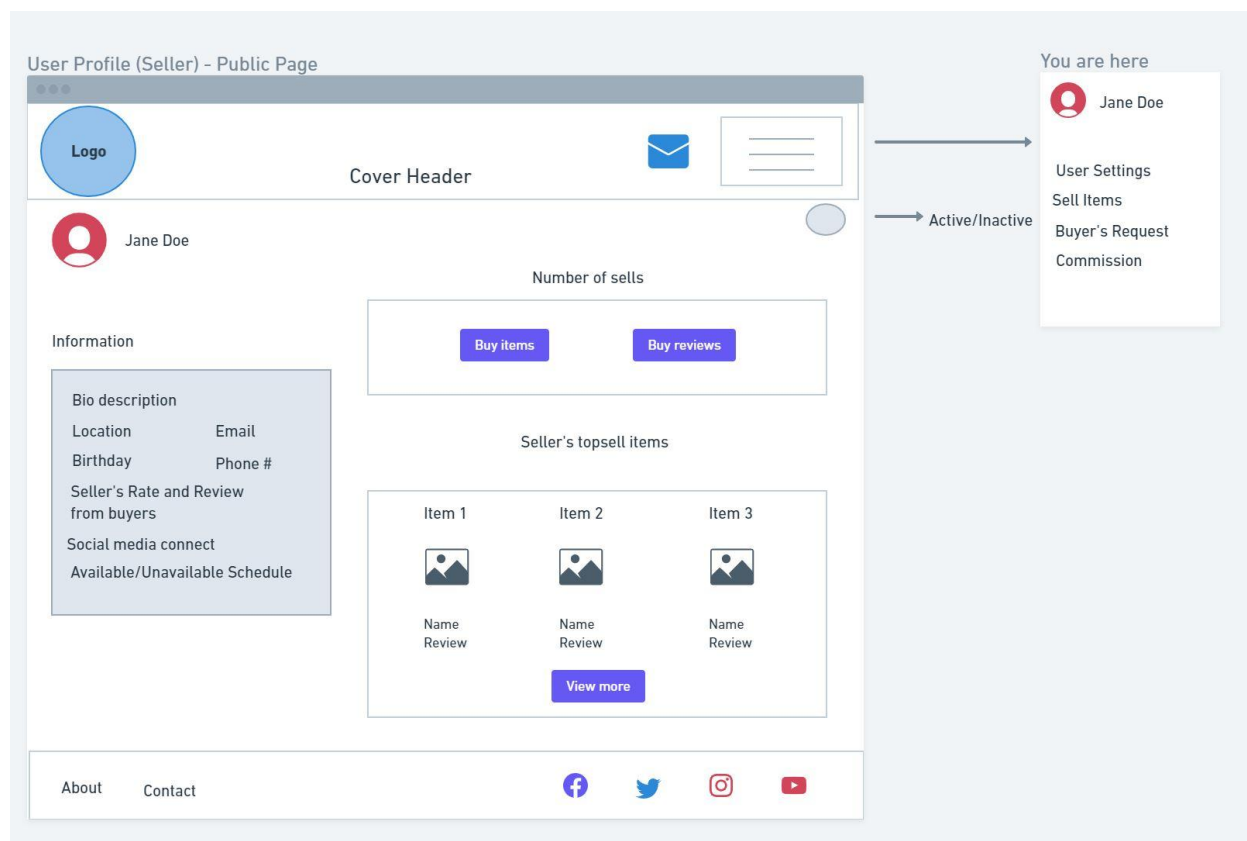 User Profile (Seller) - Public Page
You are here
Logo
Cover Header
Jane Doe
User Settings
Sell Items
Buyer's Request
Commission
Active/Inactive
Jane Doe
Number of sells
Buy items
Buy reviews
Information
Bio description
Location
Email
Birthday
Phone #
Seller's Rate and Review
from buyers
Social media connect
Available/Unavailable Schedule
Seller's topsell items
Item 1
Item 2
Item 3
Name
Review
Name
Review
Name
Review
View more
About
Contact